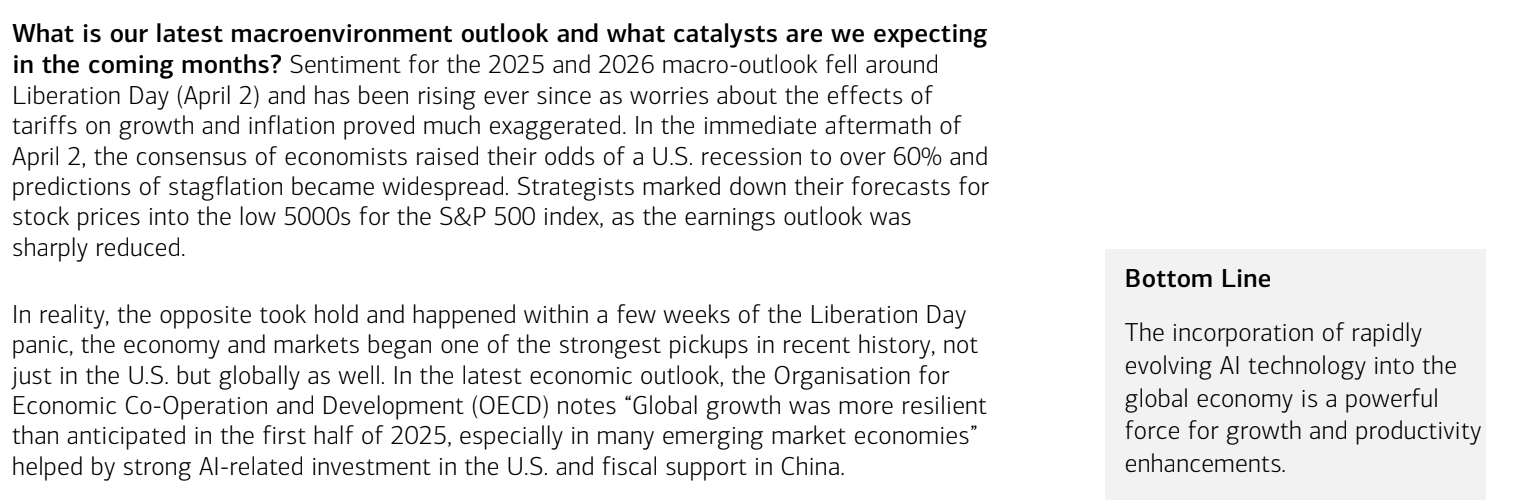 What is our latest macroenvironment outlook and what catalysts are we expecting
in the coming months? Sentiment for the 2025 and 2026 macro-outlook fell around
Liberation Day (April 2) and has been rising ever since as worries about the effects of
tariffs on growth and inflation proved much exaggerated. In the immediate aftermath of
April 2, the consensus of economists raised their odds of a U.S. recession to over 60% and
predictions of stagflation became widespread. Strategists marked down their forecasts for
stock prices into the low 5000s for the S&P 500 index, as the earnings outlook was
sharply reduced.
In reality, the opposite took hold and happened within a few weeks of the Liberation Day
panic, the economy and markets began one of the strongest pickups in recent history, not
just in the U.S. but globally as well. In the latest economic outlook, the Organisation for
Economic Co-Operation and Development (OECD) notes “Global growth was more resilient
than anticipated in the first half of 2025, especially in many emerging market economies”
helped by strong AI-related investment in the U.S. and fiscal support in China.
Bottom Line
The incorporation of rapidly
evolving AI technology into the
global economy is a powerful
force for growth and productivity
enhancements.